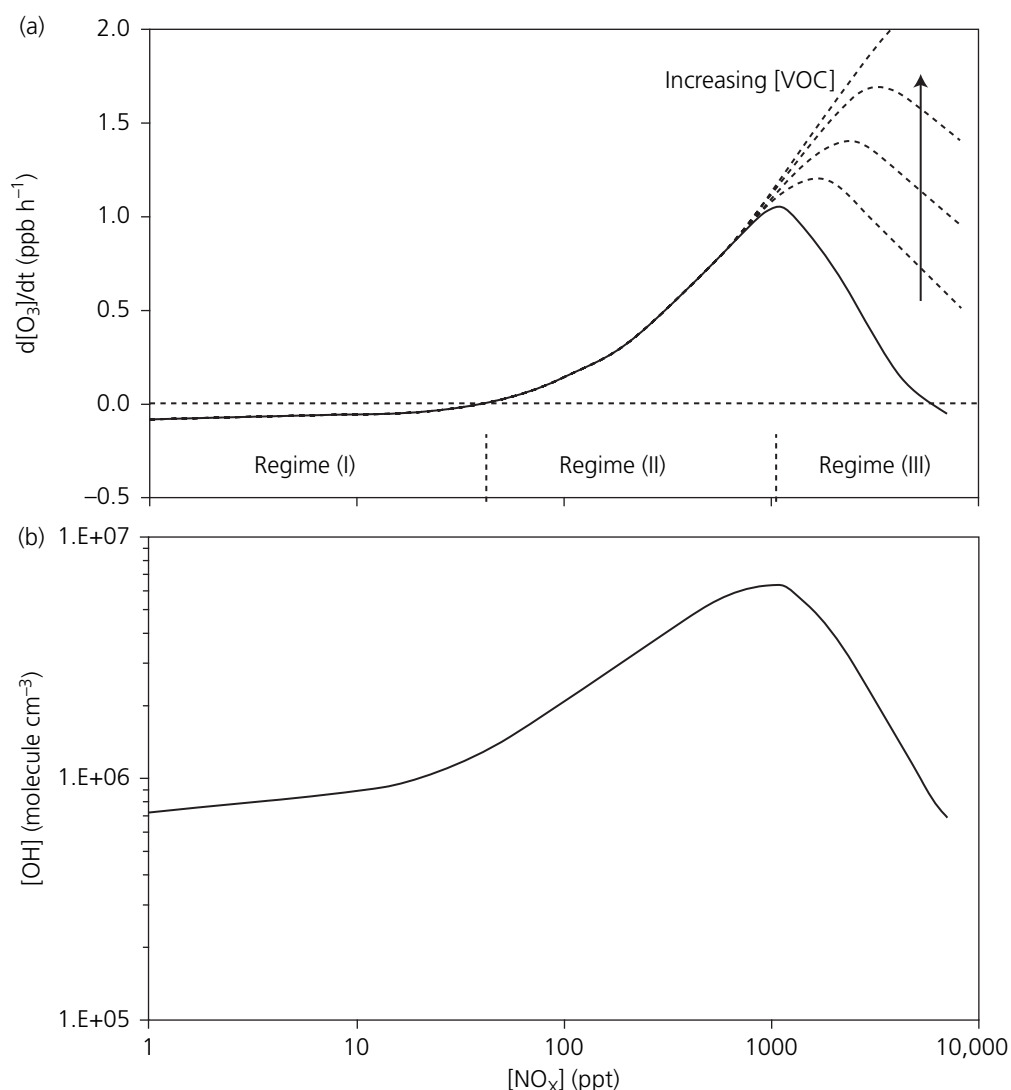 (a)
2.0
1.5
1.0
0.5
0.0
–0.5
d[O₃]/dt (ppb h⁻¹)
Increasing [VOC]
Regime (I)
Regime (II)
Regime (III)
(b)
1.E+07
1.E+06
1.E+05
[OH] (molecule cm⁻³)
1
10
100
1000
10,000
[NOₓ] (ppt)